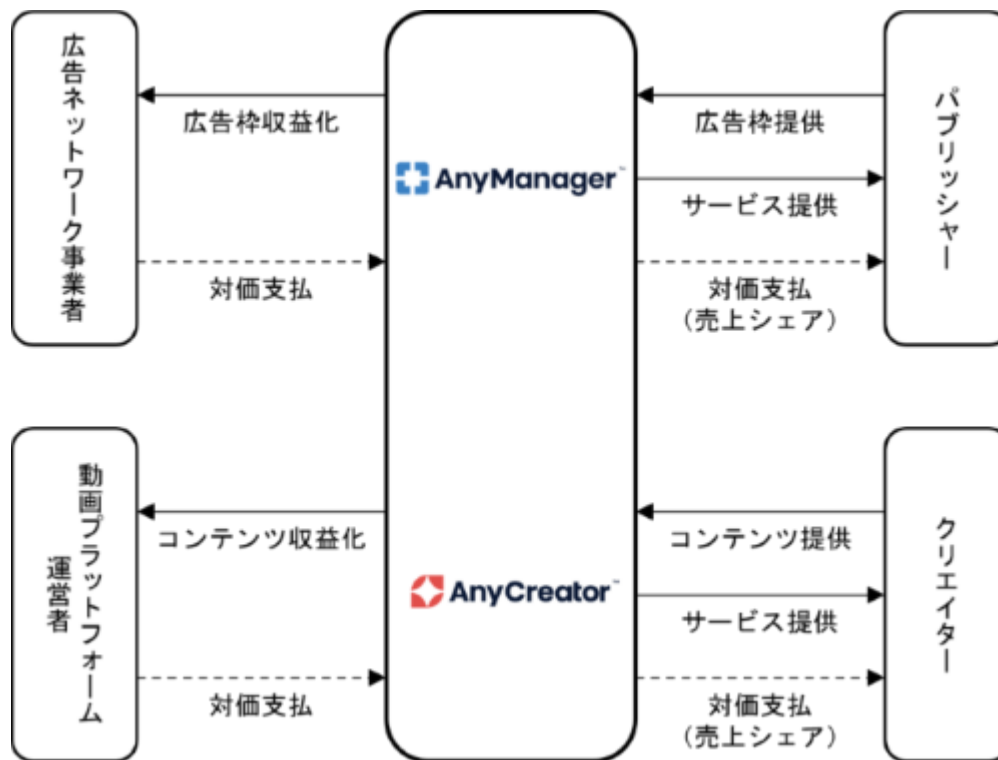 広告ネットワーク事業者
広告枠収益化
対価支払
AnyManager™
広告枠提供
サービス提供
対価支払
(売上シェア)
パブリッシャー
動画プラットフォーム
運営者
コンテンツ収益化
対価支払
AnyCreator™
コンテンツ提供
サービス提供
対価支払
(売上シェア)
クリエイター